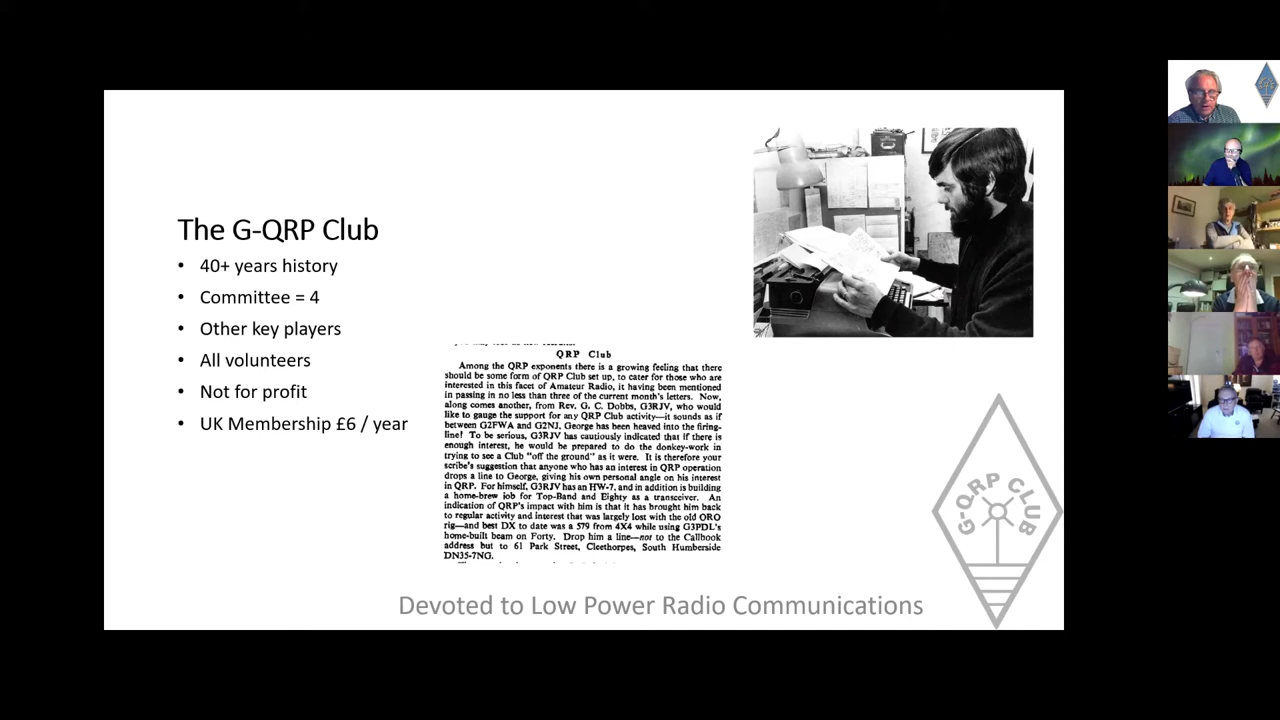 The G-QRP Club
• 40+ years history
• Committee = 4
• Other key players
• All volunteers
• Not for profit
• UK Membership £6 / year
QRP Club
Among the QRP exponents there is a growing feeling that there
should be some form of QRP Club set up, to cater for those who are
interested in this facet of Amateur Radio, it having been mentioned
in passing in no less than three of the current month's letters. Now,
along comes another, from Rev. G. C. Dobbs, G3RJV, who would
like to gauge the support for any QRP Club activity—it sounds as if
between G2FWA and G2NJ, George has been heaved into the firing-
line! To be serious, G3RJV has cautiously indicated that if there is
enough interest, he would be prepared to do the donkey-work in
trying to see a Club "off the ground" as it were. It is therefore your
scribe's suggestion that anyone who has an interest in QRP operation
drops a line to George, giving his own personal angle on his interest
in QRP. For himself, G3RJV has an HW-7, and in addition is building
a home-brew job for Top-Band and Eighty as a transceiver. An
indication of QRP's impact with him is that it has brought him back
to regular activity and interest that was largely lost with the old QRO
rig—and best DX to date was a 579 from 4X4 while using G3PDL's
home-built beam on Forty. Drop him a line—not to the Callbook
address but to 61 Park Street, Cleethorpes, South Humberside
DN35-7NG.
G-QRP CLUB
Devoted to Low Power Radio Communications